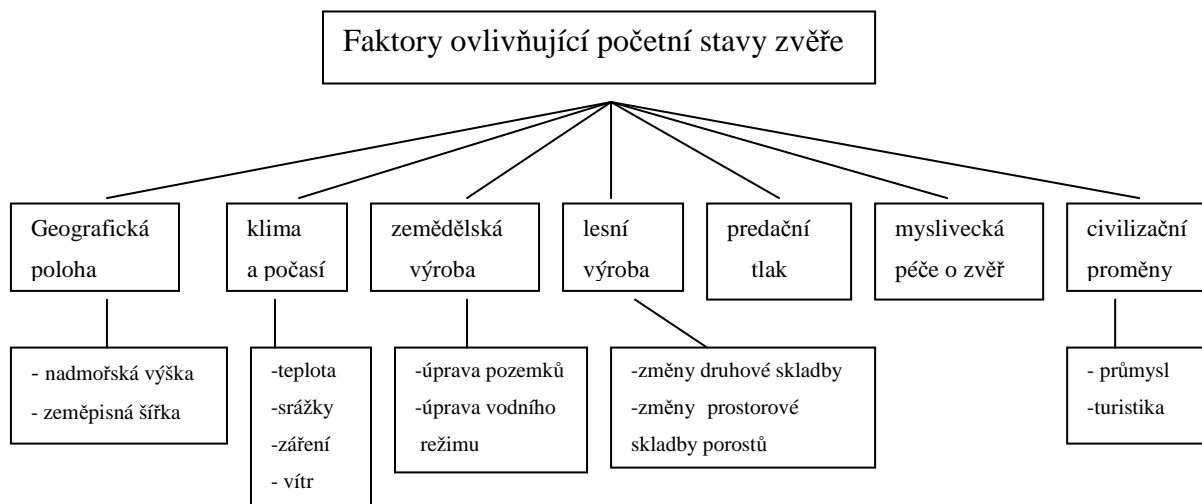 Faktory ovlivňující početní stavy zvěře
Geografická
poloha
klima
a počasí
zemědělská
výroba
lesní
výroba
predační
tlak
myslivecká
péče o zvěř
civilizační
proměny
- nadmořská výška
- zeměpisná šířka
-teplota
-srážky
-záření
- vítr
-úprava pozemků
-úprava vodního
režimu
-změny druhové skladby
-změny prostorové
skladby porostů
- průmysl
-turistika